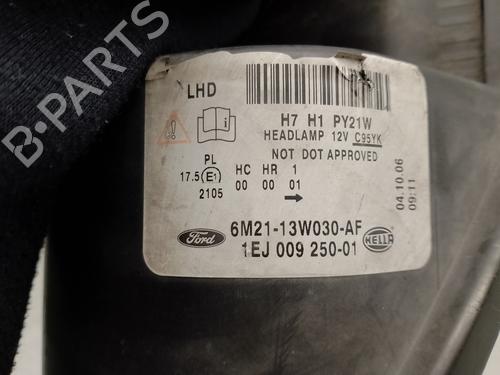 LHD
H7 H1 PY21W
HEADLAMP 12V C95YK
NOT DOT APPROVED
PL HC HR 1
17.5 E1 00 00 01
2105
04.10.06
09:11
Ford
6M21-13W030-AF
1EJ 009 250-01
HELLA
B-PARTS